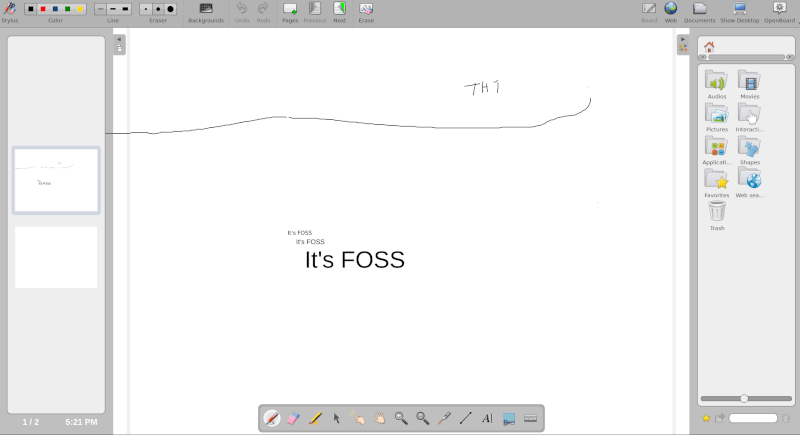 Stylus Color Line Eraser Backgrounds Undo Redo Pages Previous Next Erase Board Web Documents Show Desktop OpenBoard
THT
It's FOSS
It's FOSS
It's FOSS
Audios Movies
Pictures Interacti...
Applicati... Shapes
Favorites Web sea...
Trash
1 / 2 5:21 PM
AI